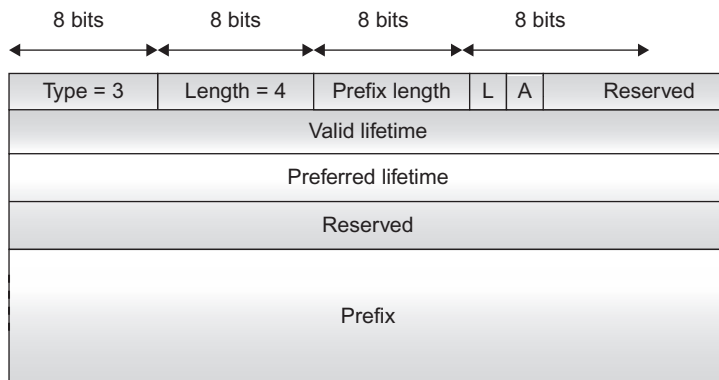 8 bits 8 bits 8 bits 8 bits
Type = 3 Length = 4 Prefix length L A Reserved
Valid lifetime
Preferred lifetime
Reserved
Prefix